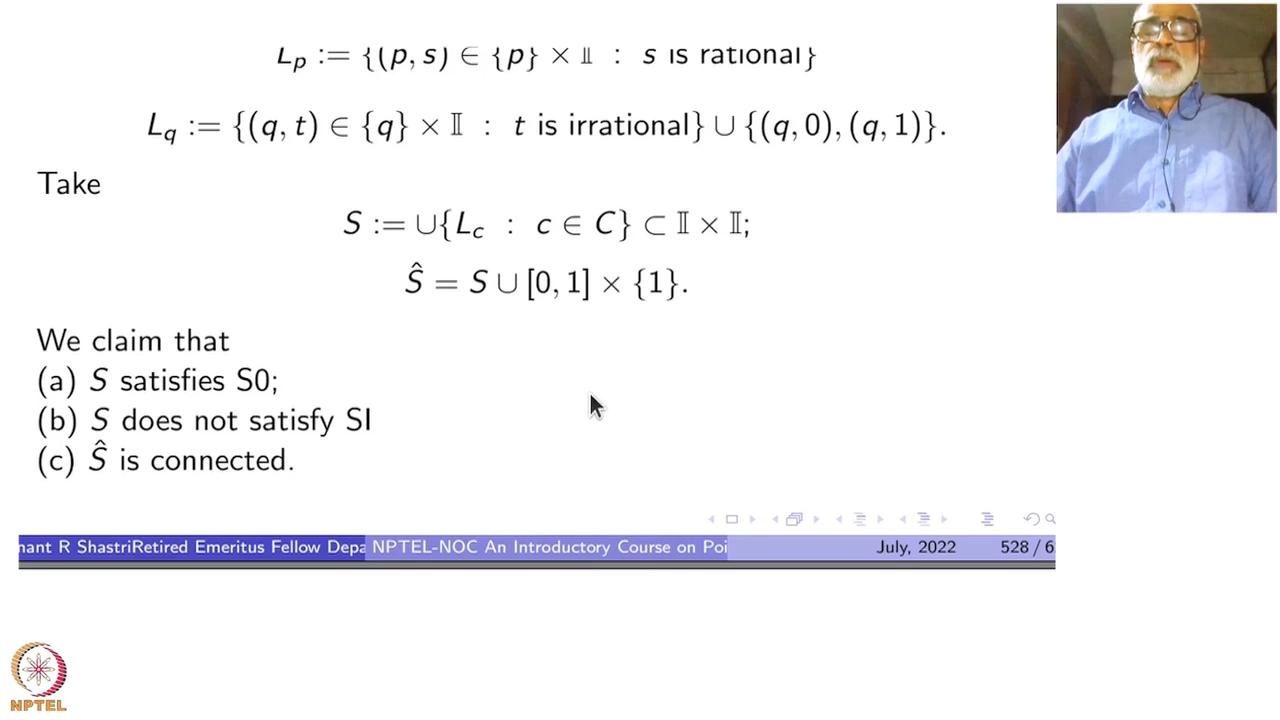 L_p := {(p, s) ∈ {p} × 𝕀 : s is rational}
L_q := {(q, t) ∈ {q} × 𝕀 : t is irrational} ∪ {(q, 0), (q, 1)}.
Take
S := ∪{L_c : c ∈ C} ⊂ 𝕀 × 𝕀;
Ŝ = S ∪ [0, 1] × {1}.
We claim that
(a) S satisfies S0;
(b) S does not satisfy SI
(c) Ŝ is connected.
nant R ShastriRetired Emeritus Fellow Depa NPTEL-NOC An Introductory Course on Poi July, 2022 528 / 6
NPTEL